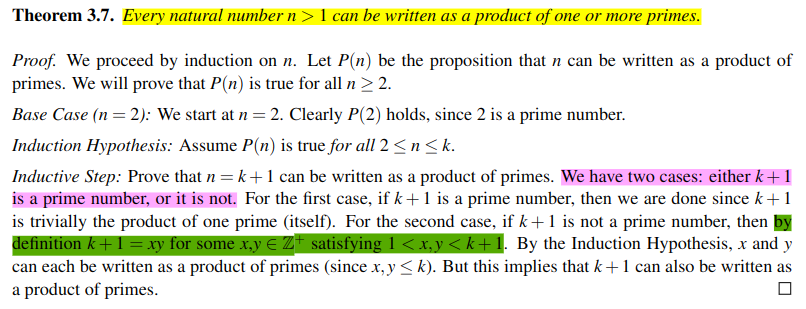 Theorem 3.7. Every natural number n > 1 can be written as a product of one or more primes.
Proof. We proceed by induction on n. Let P(n) be the proposition that n can be written as a product of
primes. We will prove that P(n) is true for all n ≥ 2.
Base Case (n = 2): We start at n = 2. Clearly P(2) holds, since 2 is a prime number.
Induction Hypothesis: Assume P(n) is true for all 2 ≤ n ≤ k.
Inductive Step: Prove that n = k + 1 can be written as a product of primes. We have two cases: either k + 1
is a prime number, or it is not. For the first case, if k + 1 is a prime number, then we are done since k + 1
is trivially the product of one prime (itself). For the second case, if k + 1 is not a prime number, then by
definition k + 1 = xy for some x, y ∈ ℤ⁺ satisfying 1 < x, y < k + 1. By the Induction Hypothesis, x and y
can each be written as a product of primes (since x, y ≤ k). But this implies that k + 1 can also be written as
a product of primes. □